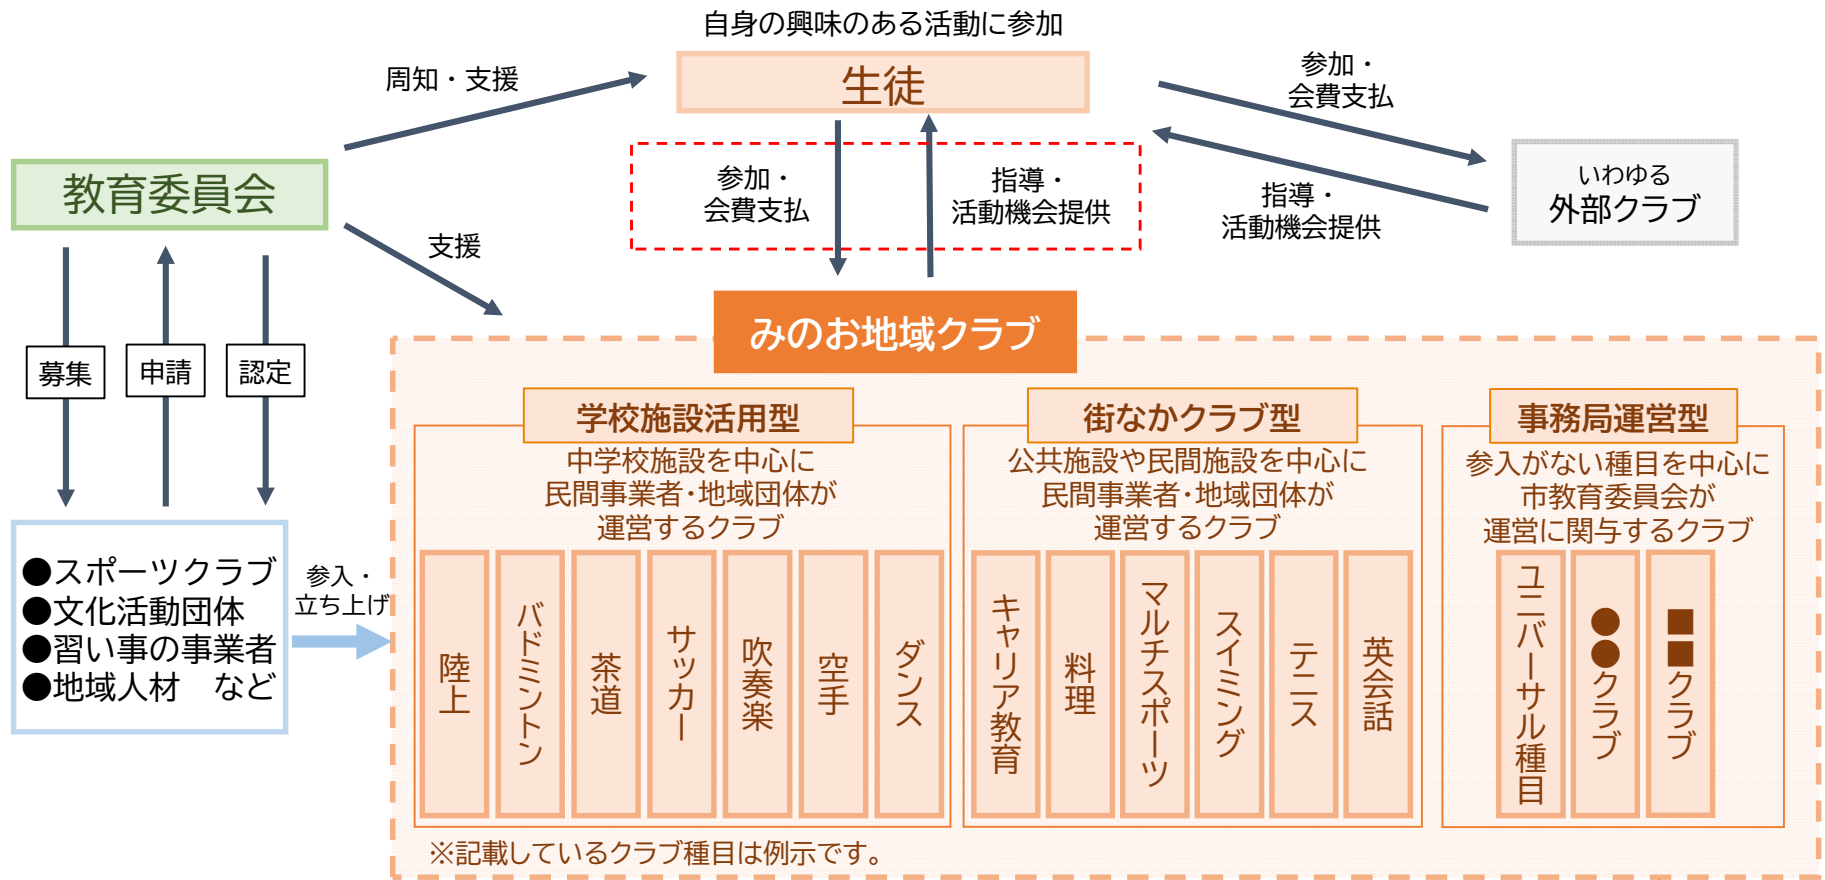 自身の興味のある活動に参加
生徒
周知・支援
参加・
会費支払
教育委員会
参加・
会費支払
指導・
活動機会提供
指導・
活動機会提供
いわゆる
外部クラブ
支援
募集
申請
認定
みのお地域クラブ
●スポーツクラブ
●文化活動団体
●習い事の事業者
●地域人材　など
参入・
立ち上げ
学校施設活用型
中学校施設を中心に
民間事業者・地域団体が
運営するクラブ
陸上
バドミントン
茶道
サッカー
吹奏楽
空手
ダンス
街なかクラブ型
公共施設や民間施設を中心に
民間事業者・地域団体が
運営するクラブ
キャリア教育
料理
マルチスポーツ
スイミング
テニス
英会話
事務局運営型
参入がない種目を中心に
市教育委員会が
運営に関与するクラブ
ユニバーサル種目
●●クラブ
■■クラブ
※記載しているクラブ種目は例示です。